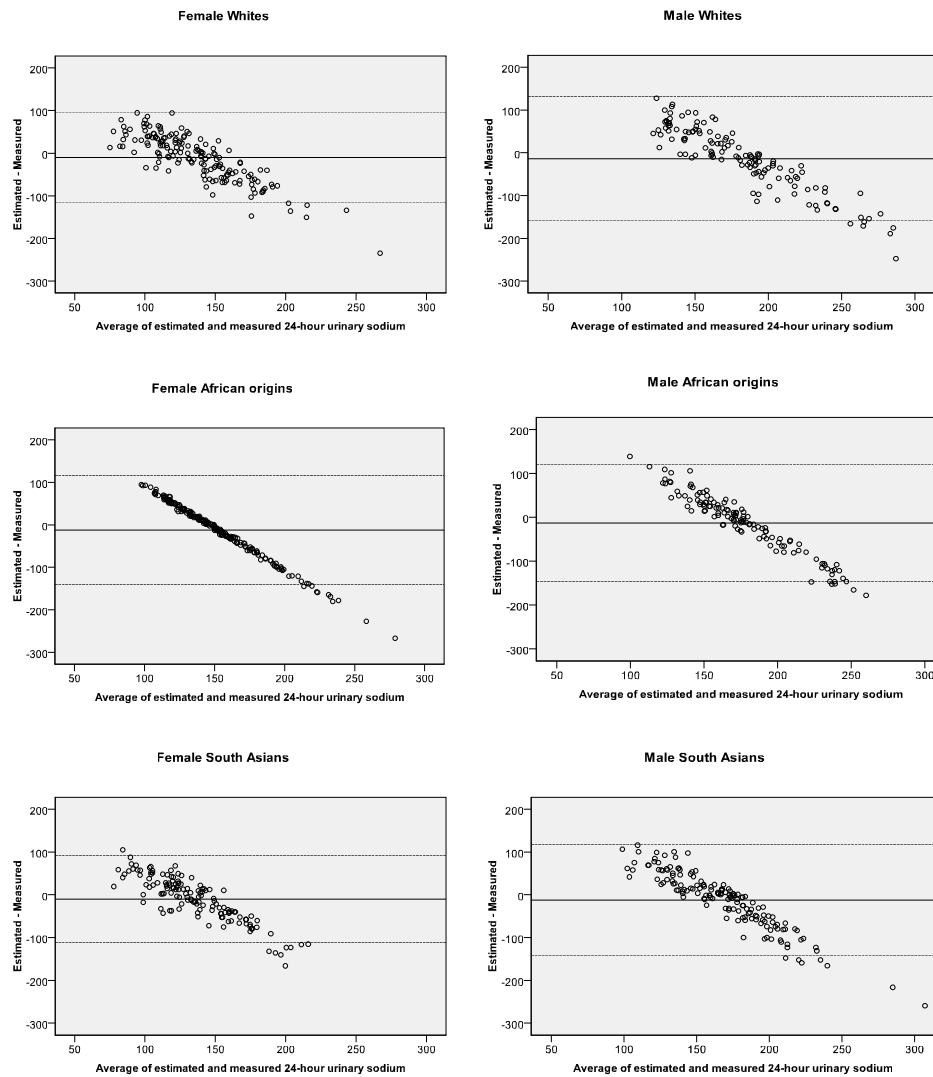 Female Whites
Male Whites
Estimated - Measured
200
100
0
-100
-200
-300
50 100 150 200 250 300
Average of estimated and measured 24-hour urinary sodium
Estimated - Measured
200
100
0
-100
-200
-300
50 100 150 200 250 300
Average of estimated and measured 24-hour urinary sodium
Female African origins
Male African origins
Estimated - Measured
200
100
0
-100
-200
-300
50 100 150 200 250 300
Average of estimated and measured 24-hour urinary sodium
Estimated - Measured
200
100
0
-100
-200
-300
50 100 150 200 250 300
Average of estimated and measured 24-hour urinary sodium
Female South Asians
Male South Asians
Estimated - Measured
200
100
0
-100
-200
-300
50 100 150 200 250 300
Average of estimated and measured 24-hour urinary sodium
Estimated - Measured
200
100
0
-100
-200
-300
50 100 150 200 250 300
Average of estimated and measured 24-hour urinary sodium